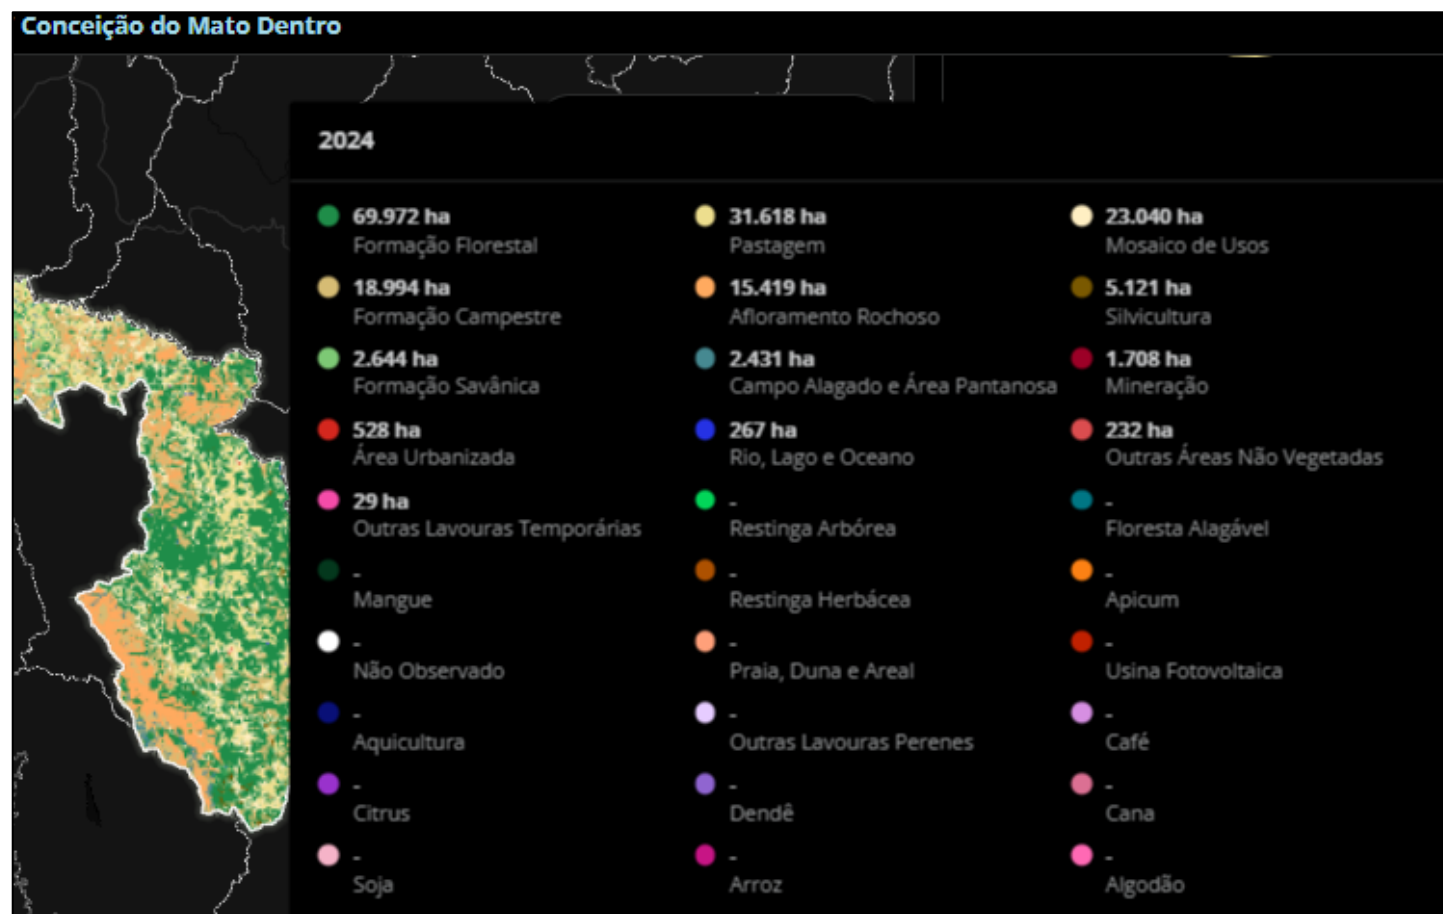 Conceição do Mato Dentro
2024
69.972 ha
Formação Florestal
31.618 ha
Pastagem
23.040 ha
Mosaico de Usos
18.994 ha
Formação Campestre
15.419 ha
Afloramento Rochoso
5.121 ha
Silvicultura
2.644 ha
Formação Savânica
2.431 ha
Campo Alagado e Área Pantanosa
1.708 ha
Mineração
528 ha
Área Urbanizada
267 ha
Rio, Lago e Oceano
232 ha
Outras Áreas Não Vegetadas
29 ha
Outras Lavouras Temporárias
-
Restinga Arbórea
-
Floresta Alagável
-
Mangue
-
Restinga Herbácea
-
Apicum
-
Não Observado
-
Praia, Duna e Areal
-
Usina Fotovoltaica
-
Aquicultura
-
Outras Lavouras Perenes
-
Café
-
Citrus
-
Dendê
-
Cana
-
Soja
-
Arroz
-
Algodão